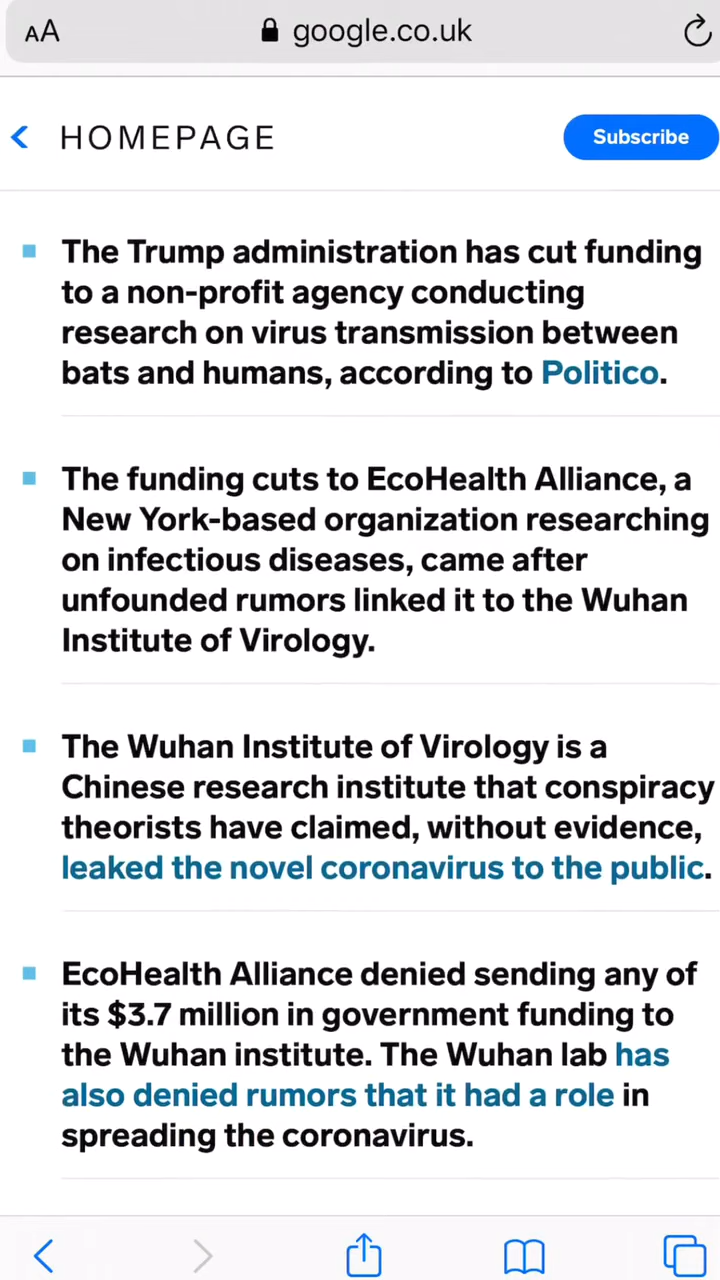 AA google.co.uk
HOMEPAGE Subscribe
The Trump administration has cut funding
to a non-profit agency conducting
research on virus transmission between
bats and humans, according to Politico.
The funding cuts to EcoHealth Alliance, a
New York-based organization researching
on infectious diseases, came after
unfounded rumors linked it to the Wuhan
Institute of Virology.
The Wuhan Institute of Virology is a
Chinese research institute that conspiracy
theorists have claimed, without evidence,
leaked the novel coronavirus to the public.
EcoHealth Alliance denied sending any of
its $3.7 million in government funding to
the Wuhan institute. The Wuhan lab has
also denied rumors that it had a role in
spreading the coronavirus.